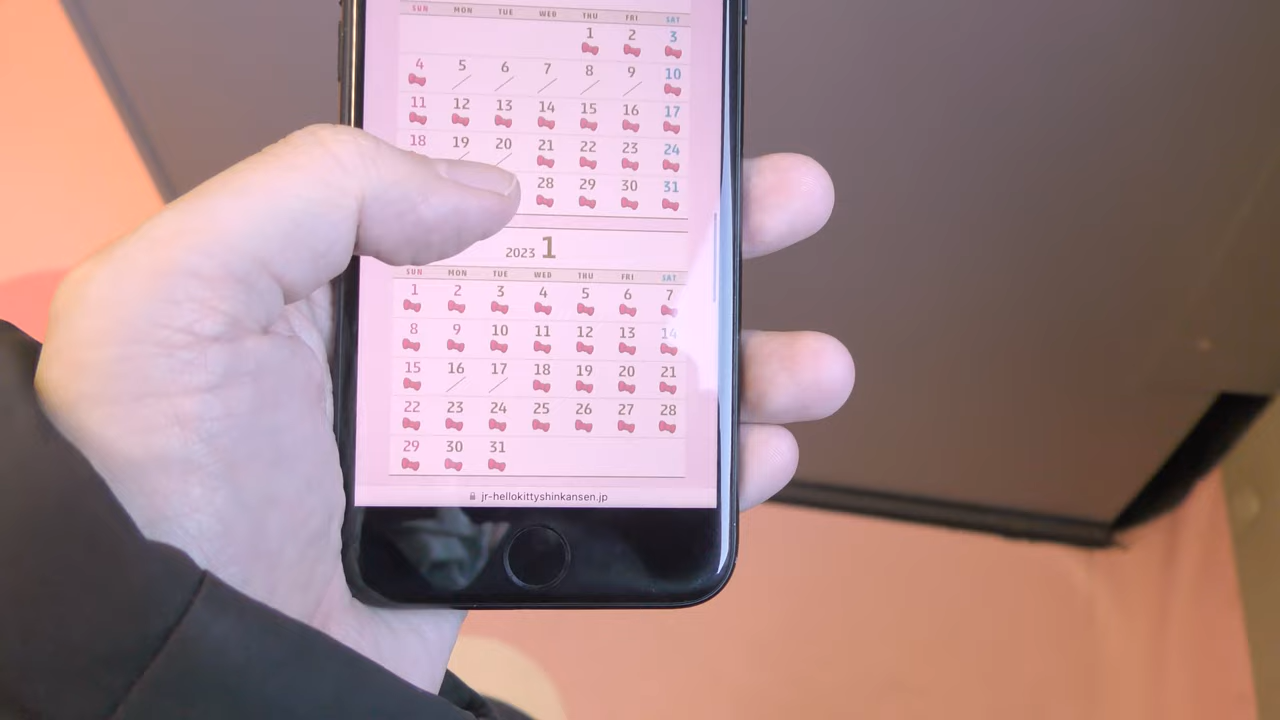 SUN MON TUE WED THU FRI SAT
1 2 3
4 5 6 7 8 9 10
11 12 13 14 15 16 17
18 19 20 21 22 23 24
28 29 30 31
2023 1
SUN MON TUE WED THU FRI SAT
1 2 3 4 5 6 7
8 9 10 11 12 13 14
15 16 17 18 19 20 21
22 23 24 25 26 27 28
29 30 31
jr-hellokittyshinkansen.jp